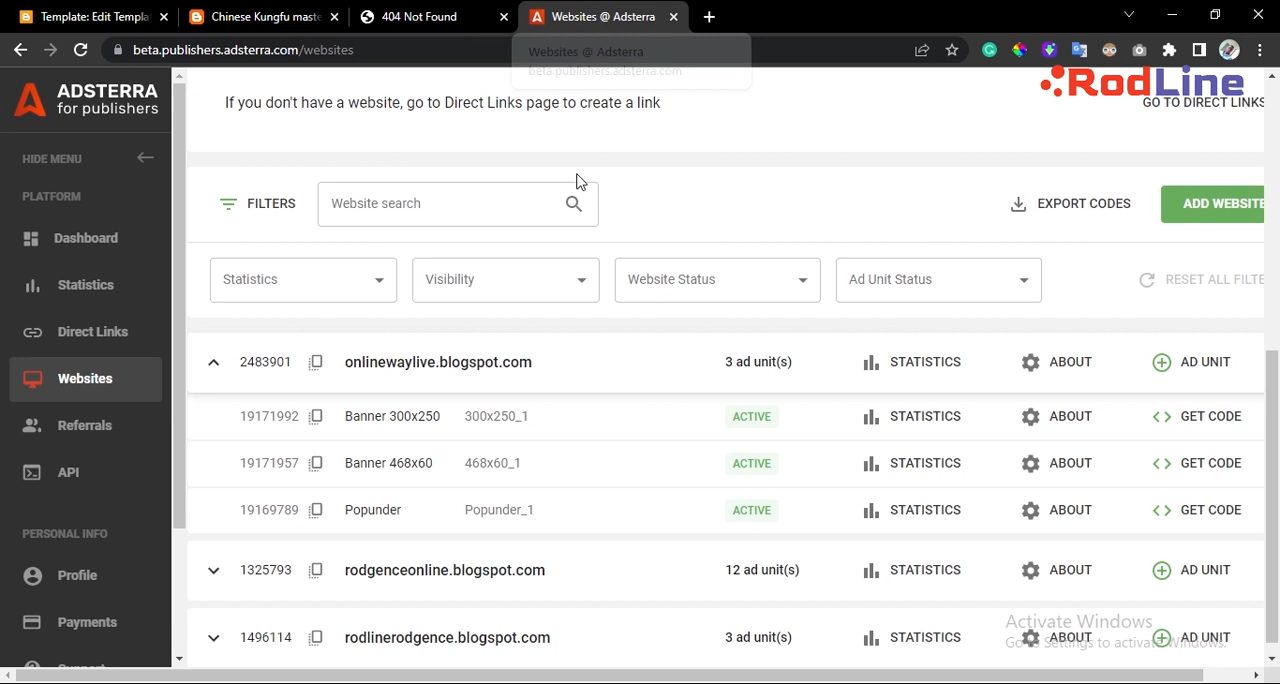 Template: Edit Templat
Chinese Kungfu maste
404 Not Found
Websites @ Adsterra
beta.publishers.adsterra.com/websites
Websites @ Adsterra
beta.publishers.adsterra.com
ADSTERRA
for publishers
If you don't have a website, go to Direct Links page to create a link
RodLine
GO TO DIRECT LINKS
HIDE MENU
PLATFORM
Dashboard
Statistics
Direct Links
Websites
Referrals
API
PERSONAL INFO
Profile
Payments
Support
FILTERS
Website search
EXPORT CODES
ADD WEBSITE
Statistics
Visibility
Website Status
Ad Unit Status
RESET ALL FILTE
2483901 onlinewaylive.blogspot.com 3 ad unit(s) STATISTICS ABOUT AD UNIT
19171992 Banner 300x250 300x250_1 ACTIVE STATISTICS ABOUT GET CODE
19171957 Banner 468x60 468x60_1 ACTIVE STATISTICS ABOUT GET CODE
19169789 Popunder Popunder_1 ACTIVE STATISTICS ABOUT GET CODE
1325793 rodgenceonline.blogspot.com 12 ad unit(s) STATISTICS ABOUT AD UNIT
1496114 rodlinerodgence.blogspot.com 3 ad unit(s) STATISTICS ABOUT AD UNIT
Activate Windows
Go to Settings to activate Windows.